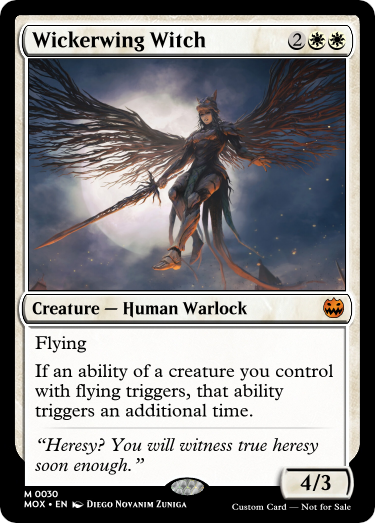 Wickerwing Witch 2
Creature — Human Warlock
Flying
If an ability of a creature you control
with flying triggers, that ability
triggers an additional time.
“Heresy? You will witness true heresy
soon enough.”
4/3
M 0030
MOX • EN Diego Novanim Zuniga
Custom Card — Not for Sale